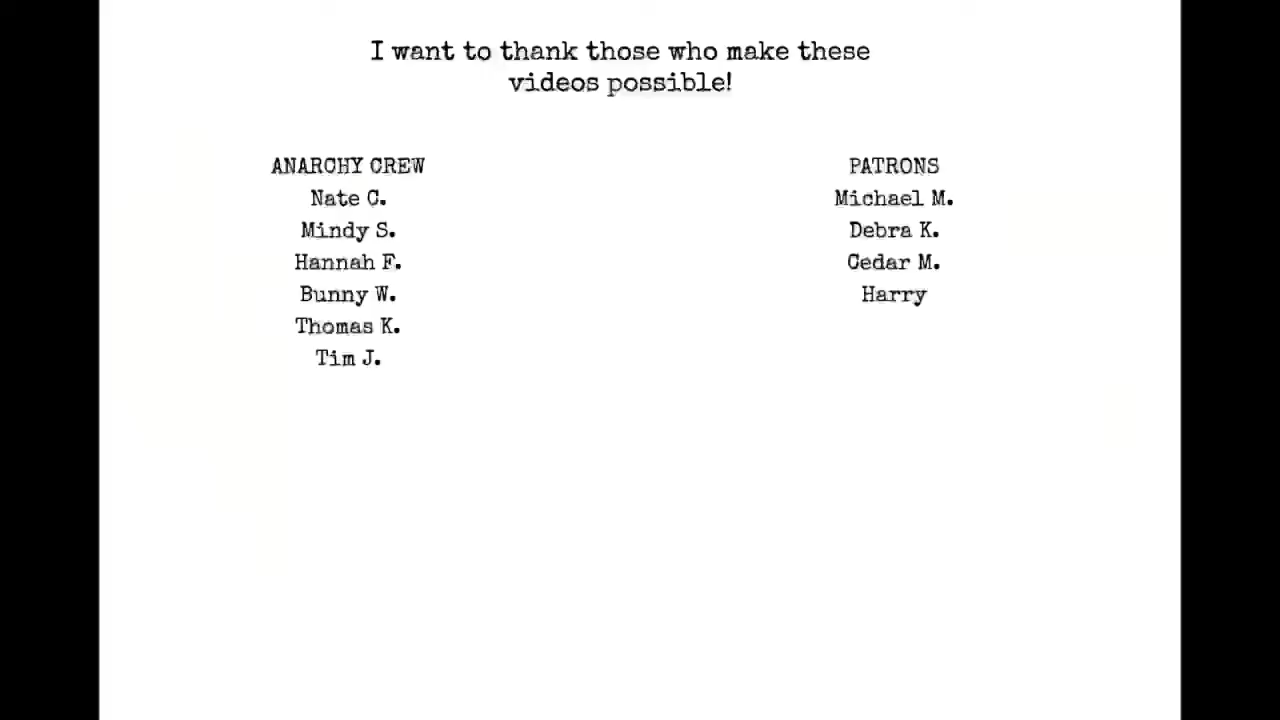 I want to thank those who make these
videos possible!
ANARCHY CREW
Nate C.
Mindy S.
Hannah F.
Bunny W.
Thomas K.
Tim J.
PATRONS
Michael M.
Debra K.
Cedar M.
Harry